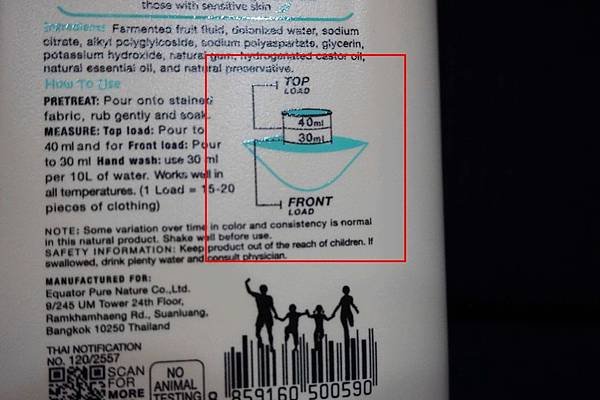 those with sensitive skin
Ingredients: Farmented fruit fluid, deionized water, sodium
citrate, alkyl polyglycoside, sodium polyaspartate, glycerin,
potassium hydroxide, natural gum, hydrogenated castor oil,
natural essential oil, and natural preservative.
How To Use
PRETREAT: Pour onto stained
fabric, rub gently and soak.
MEASURE: Top load: Pour to
40 ml and for Front load: Pour
to 30 ml Hand wash: use 30 ml
per 10L of water. Works well in
all temperatures. (1 Load = 15-20
pieces of clothing)
TOP
LOAD
40ml
30ml
FRONT
LOAD
NOTE: Some variation over time in color and consistency is normal
in this natural product. Shake well before use.
SAFETY INFORMATION: Keep product out of the reach of children. If
swallowed, drink plenty water and consult physician.
MANUFACTURED FOR:
Equator Pure Nature Co.,Ltd.
9/245 UM Tower 24th Floor,
Ramkhamhaeng Rd., Suanluang,
Bangkok 10250 Thailand
THAI NOTIFICATION
NO. 120/2557
SCAN
FOR
MORE
NO
ANIMAL
TESTING
8 859160 500590